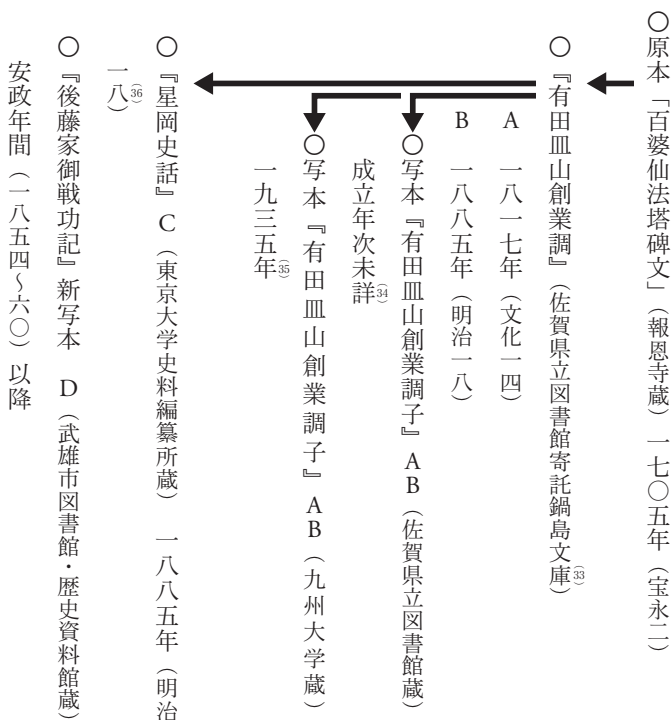 〇原本「百婆仙法塔碑文」（報恩寺蔵）一七〇五年（宝永二）
〇『有田皿山創業調』（佐賀県立図書館寄託鍋島文庫）(33)
A　一八一七年（文化一四）
B　一八八五年（明治一八）
〇写本『有田皿山創業調子』AB（佐賀県立図書館蔵）
成立年次未詳(34)
〇写本『有田皿山創業調子』AB（九州大学蔵）
一九三五年(35)
〇『星岡史話』C（東京大学史料編纂所蔵）一八八五年（明治
一八）(36)
〇『後藤家御戦功記』新写本　D（武雄市図書館・歴史資料館蔵）
安政年間（一八五四～六〇）以降